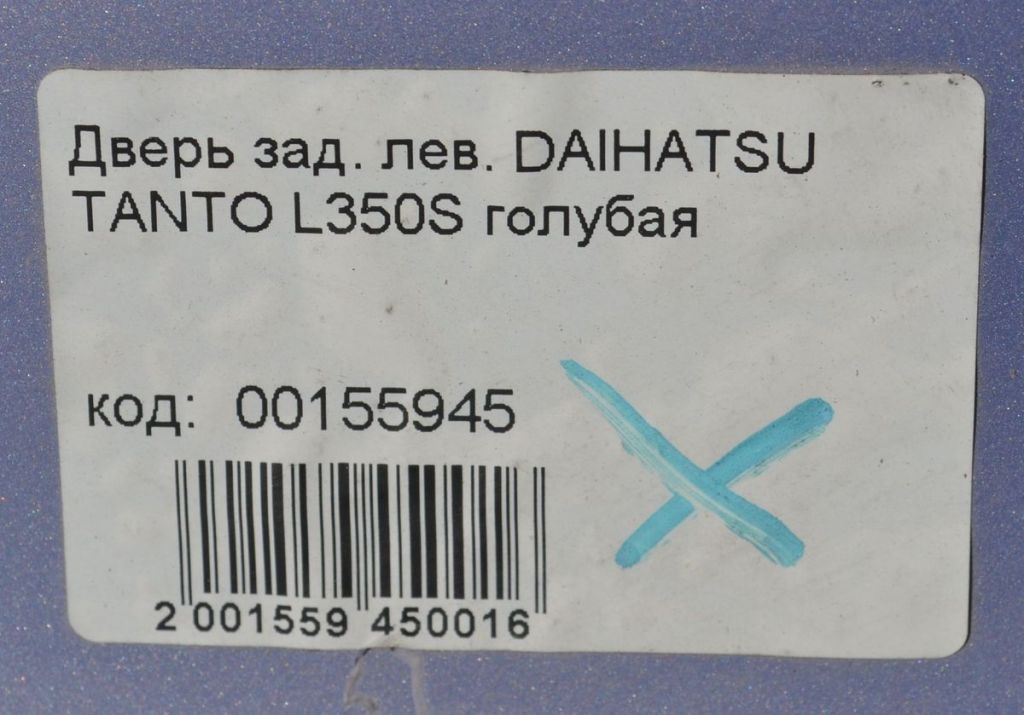 Дверь зад. лев. DAIHATSU
TANTO L350S голубая
код: 00155945
2 001559 450016